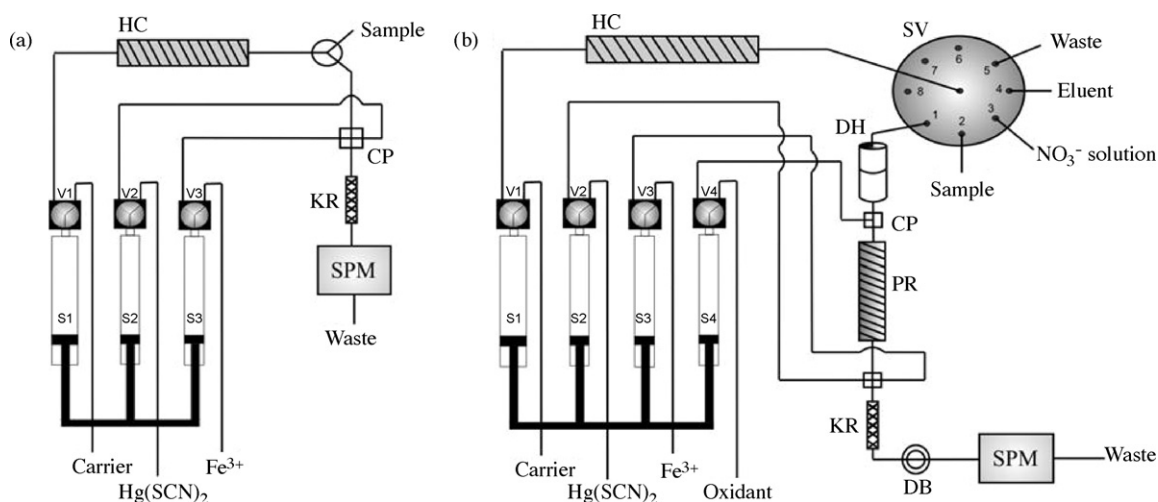 (a)
HC
Sample
CP
KR
V1
V2
V3
SPM
S1
S2
S3
Waste
Carrier
Hg(SCN)₂
Fe³⁺
(b)
HC
SV
6
7
5
Waste
8
4
Eluent
1
2
3
DH
NO₃⁻ solution
Sample
V1
V2
V3
V4
CP
PR
S1
S2
S3
S4
KR
SPM
Waste
DB
Carrier
Hg(SCN)₂
Fe³⁺
Oxidant